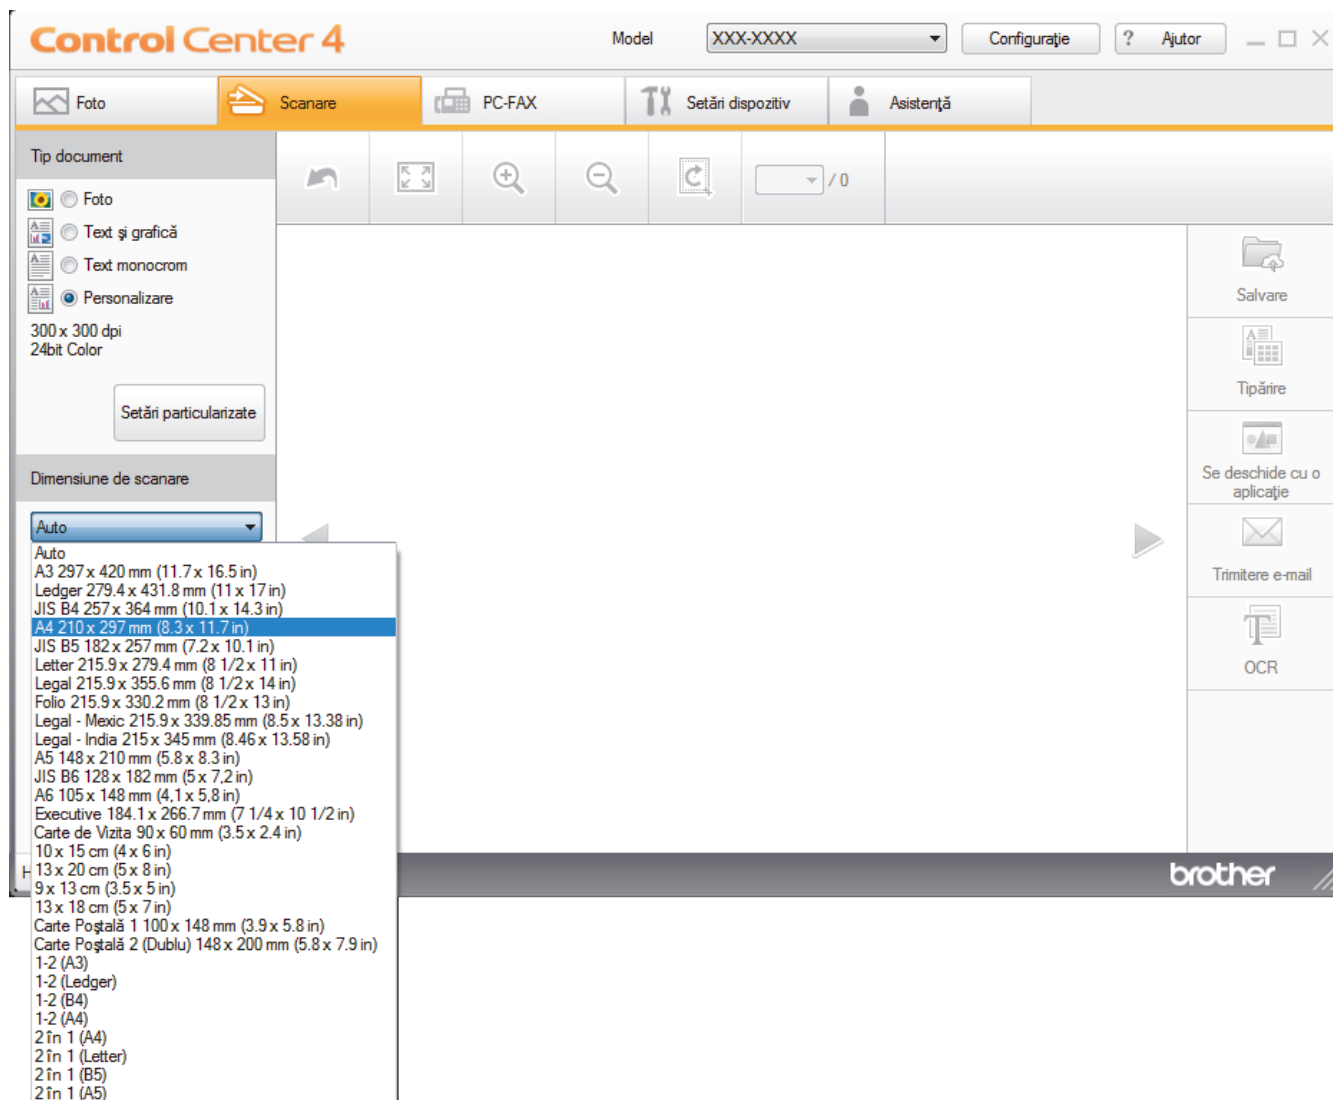 Control Center 4
Model
XXX-XXXX
Configuraţie
? Ajutor
Foto
Scanare
PC-FAX
Setări dispozitiv
Asistenţă
Tip document
Foto
Text şi grafică
Text monocrom
Personalizare
300 x 300 dpi
24bit Color
Setări particularizate
Dimensiune de scanare
Auto
/ 0
Salvare
Tipărire
Se deschide cu o
aplicaţie
Trimitere e-mail
OCR
Auto
A3 297 x 420 mm (11.7 x 16.5 in)
Ledger 279.4 x 431.8 mm (11 x 17 in)
JIS B4 257 x 364 mm (10.1 x 14.3 in)
A4 210 x 297 mm (8.3 x 11.7 in)
JIS B5 182 x 257 mm (7.2 x 10.1 in)
Letter 215.9 x 279.4 mm (8 1/2 x 11 in)
Legal 215.9 x 355.6 mm (8 1/2 x 14 in)
Folio 215.9 x 330.2 mm (8 1/2 x 13 in)
Legal - Mexic 215.9 x 339.85 mm (8.5 x 13.38 in)
Legal - India 215 x 345 mm (8.46 x 13.58 in)
A5 148 x 210 mm (5.8 x 8.3 in)
JIS B6 128 x 182 mm (5 x 7,2 in)
A6 105 x 148 mm (4,1 x 5,8 in)
Executive 184.1 x 266.7 mm (7 1/4 x 10 1/2 in)
Carte de Vizita 90 x 60 mm (3.5 x 2.4 in)
10 x 15 cm (4 x 6 in)
13 x 20 cm (5 x 8 in)
9 x 13 cm (3.5 x 5 in)
13 x 18 cm (5 x 7 in)
Carte Poştală 1 100 x 148 mm (3.9 x 5.8 in)
Carte Poştală 2 (Dublu) 148 x 200 mm (5.8 x 7.9 in)
1-2 (A3)
1-2 (Ledger)
1-2 (B4)
1-2 (A4)
2 în 1 (A4)
2 în 1 (Letter)
2 în 1 (B5)
2 în 1 (A5)
brother